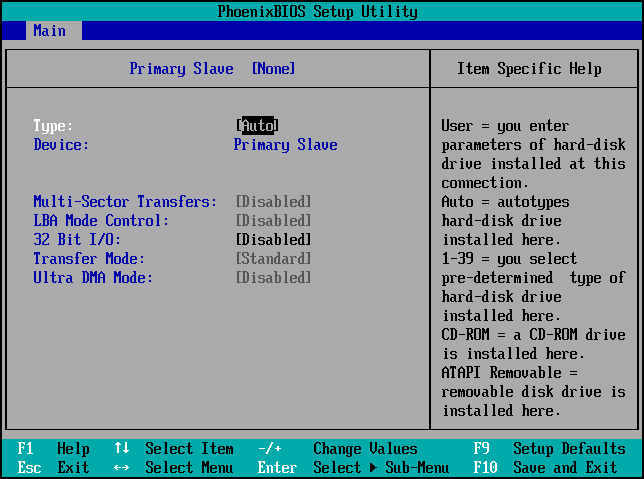 PhoenixBIOS Setup Utility
Main
Primary Slave [None]
Item Specific Help
Type: [Auto]
Device: Primary Slave
Multi-Sector Transfers: [Disabled]
LBA Mode Control: [Disabled]
32 Bit I/O: [Disabled]
Transfer Mode: [Standard]
Ultra DMA Mode: [Disabled]
User = you enter
parameters of hard-disk
drive installed at this
connection.
Auto = autotypes
hard-disk drive
installed here.
1-39 = you select
pre-determined type of
hard-disk drive
installed here.
CD-ROM = a CD-ROM drive
is installed here.
ATAPI Removable =
removable disk drive is
installed here.
F1 Help ↑↓ Select Item -/+ Change Values F9 Setup Defaults
Esc Exit ↔ Select Menu Enter Select ▶ Sub-Menu F10 Save and Exit